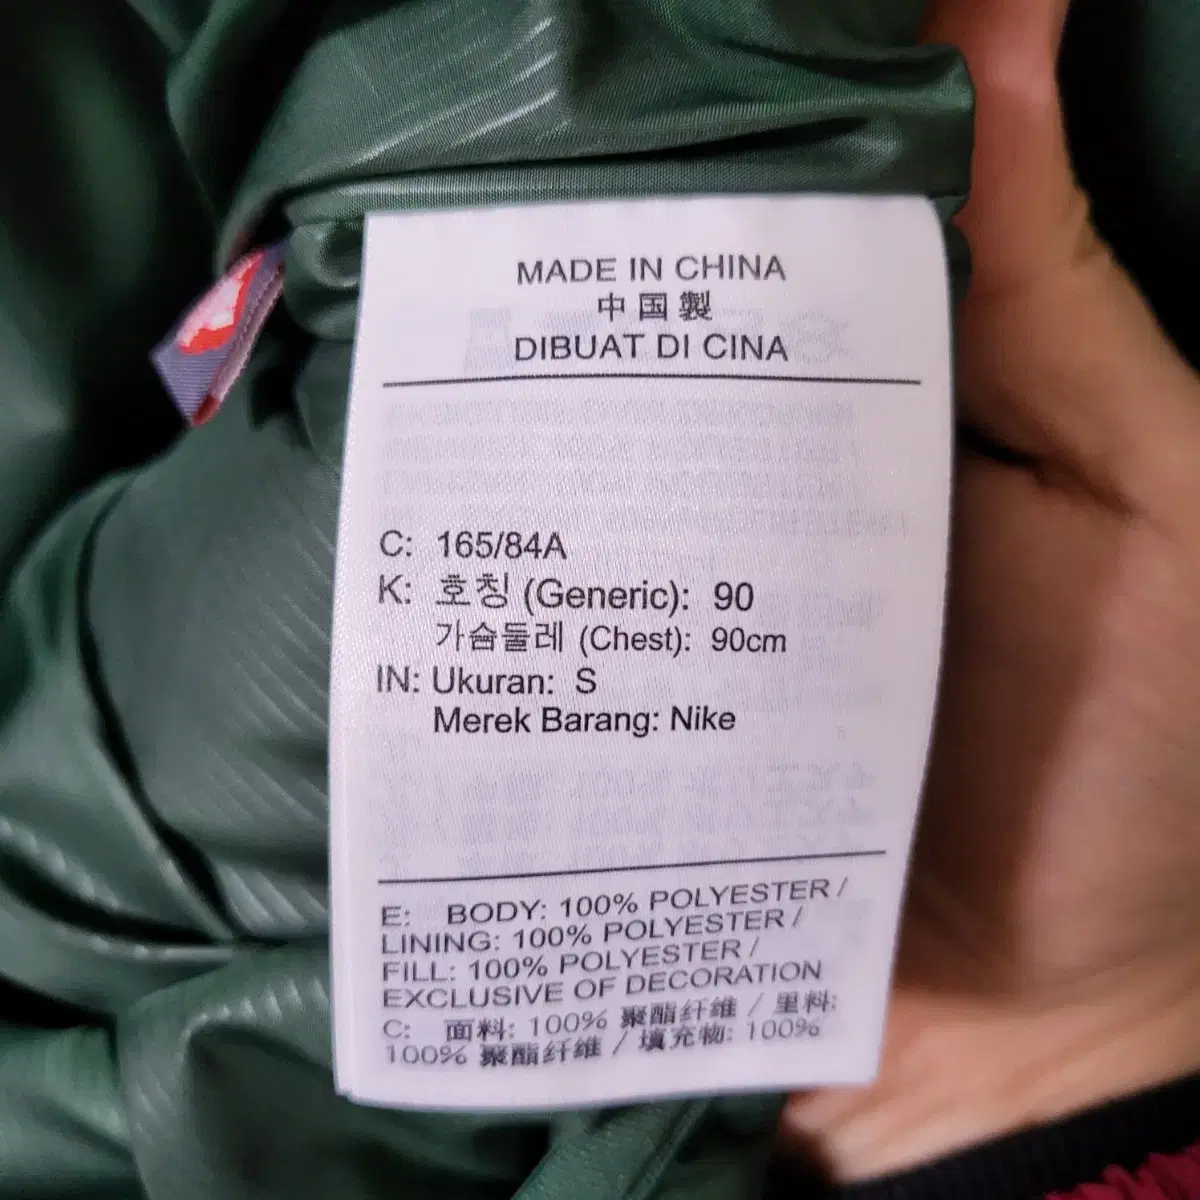 MADE IN CHINA
中国製
DIBUAT DI CINA
C: 165/84A
K: 호칭 (Generic): 90
가슴둘레 (Chest): 90cm
IN: Ukuran: S
Merek Barang: Nike
E: BODY: 100% POLYESTER /
LINING: 100% POLYESTER /
FILL: 100% POLYESTER /
EXCLUSIVE OF DECORATION
C: 面料: 100% 聚酯纤维 / 里料:
100% 聚酯纤维 / 填充物: 100%